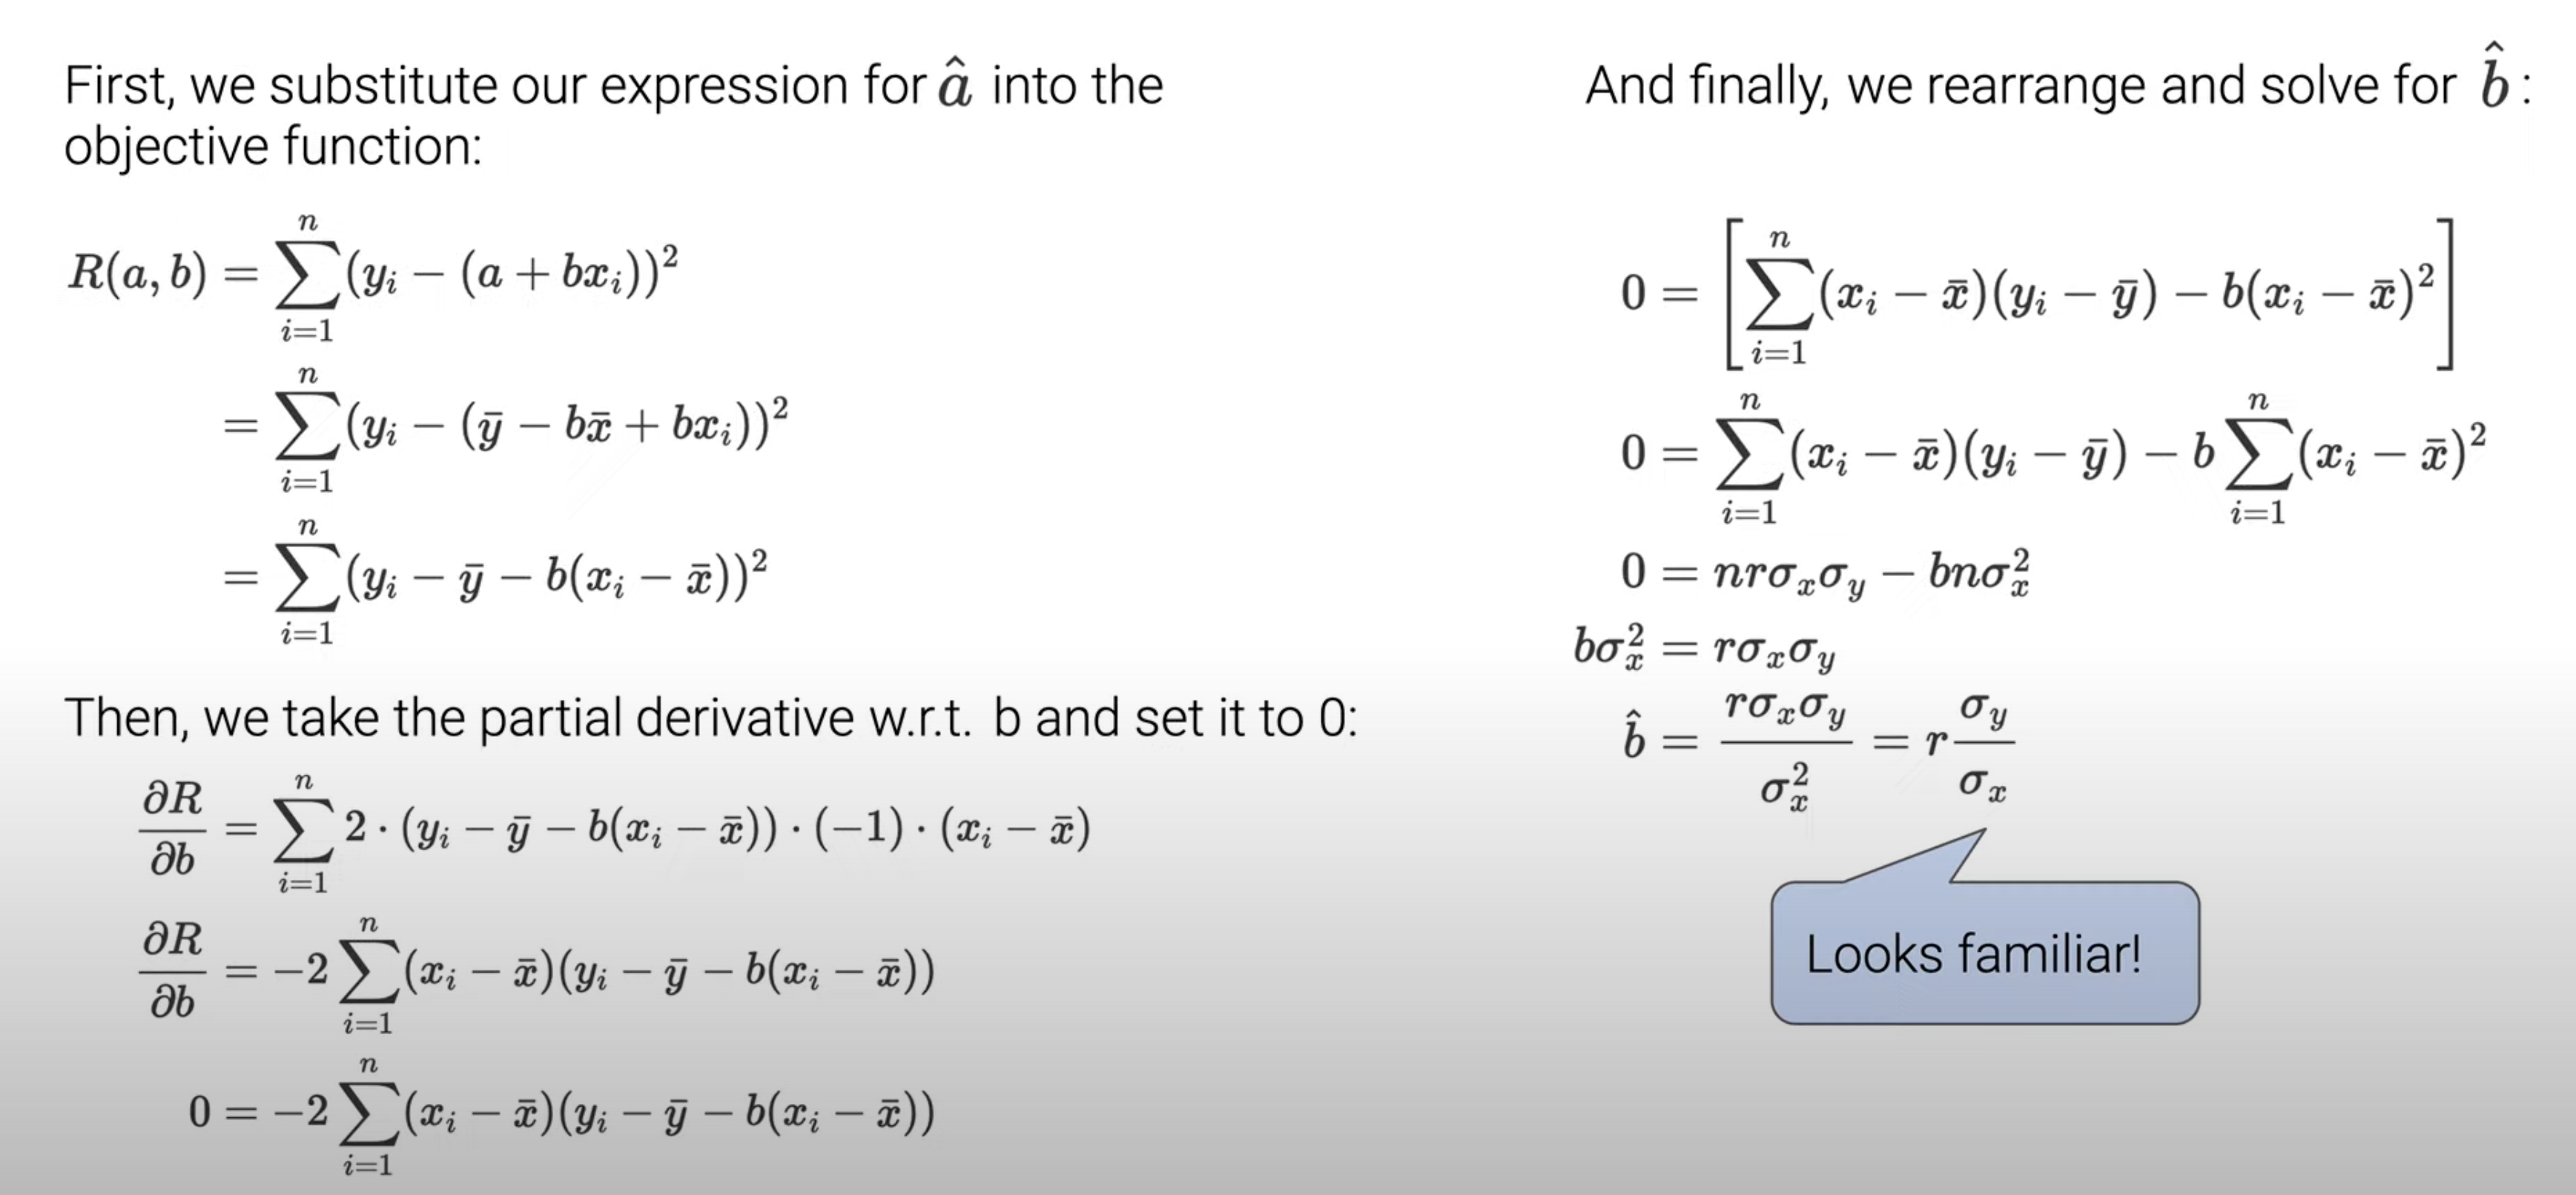 First, we substitute our expression for $\hat{a}$ into the
objective function:
$R(a, b) = \sum_{i=1}^{n} (y_i - (a + bx_i))^2$
$= \sum_{i=1}^{n} (y_i - (\bar{y} - b\bar{x} + bx_i))^2$
$= \sum_{i=1}^{n} (y_i - \bar{y} - b(x_i - \bar{x}))^2$
Then, we take the partial derivative w.r.t. b and set it to 0:
$\frac{\partial R}{\partial b} = \sum_{i=1}^{n} 2 \cdot (y_i - \bar{y} - b(x_i - \bar{x})) \cdot (-1) \cdot (x_i - \bar{x})$
$\frac{\partial R}{\partial b} = -2 \sum_{i=1}^{n} (x_i - \bar{x})(y_i - \bar{y} - b(x_i - \bar{x}))$
$0 = -2 \sum_{i=1}^{n} (x_i - \bar{x})(y_i - \bar{y} - b(x_i - \bar{x}))$
And finally, we rearrange and solve for $\hat{b}$ :
$0 = \left[ \sum_{i=1}^{n} (x_i - \bar{x})(y_i - \bar{y}) - b(x_i - \bar{x})^2 \right]$
$0 = \sum_{i=1}^{n} (x_i - \bar{x})(y_i - \bar{y}) - b \sum_{i=1}^{n} (x_i - \bar{x})^2$
$0 = nr\sigma_x\sigma_y - bn\sigma_x^2$
$b\sigma_x^2 = r\sigma_x\sigma_y$
$\hat{b} = \frac{r\sigma_x\sigma_y}{\sigma_x^2} = r\frac{\sigma_y}{\sigma_x}$
Looks familiar!